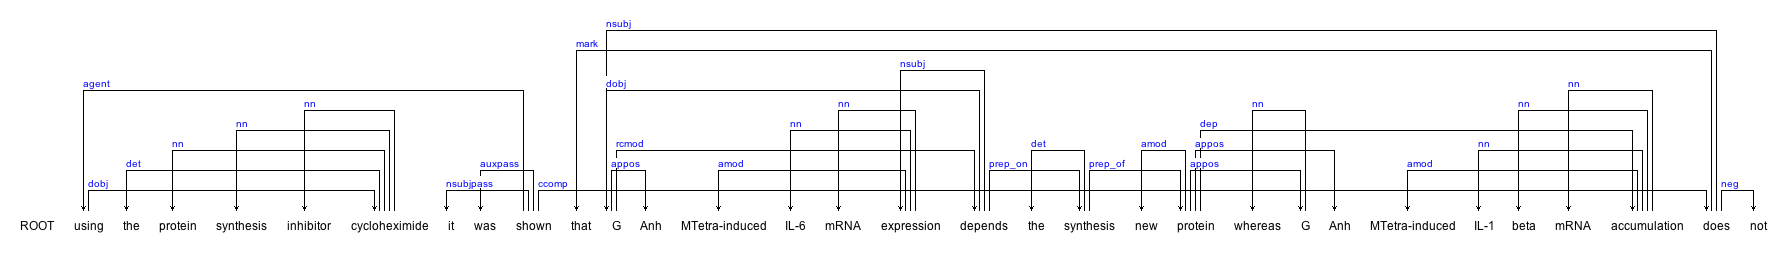 nsubj
mark
nsubj
agent dobj nn
nn nn nn
nn nn dep
nn rcmod det amod appos nn
det auxpass appos amod prep_on prep_of appos amod
dobj nsubjpass ccomp neg
ROOT using the protein synthesis inhibitor cycloheximide it was shown that G Anh MTetra-induced IL-6 mRNA expression depends the synthesis new protein whereas G Anh MTetra-induced IL-1 beta mRNA accumulation does not